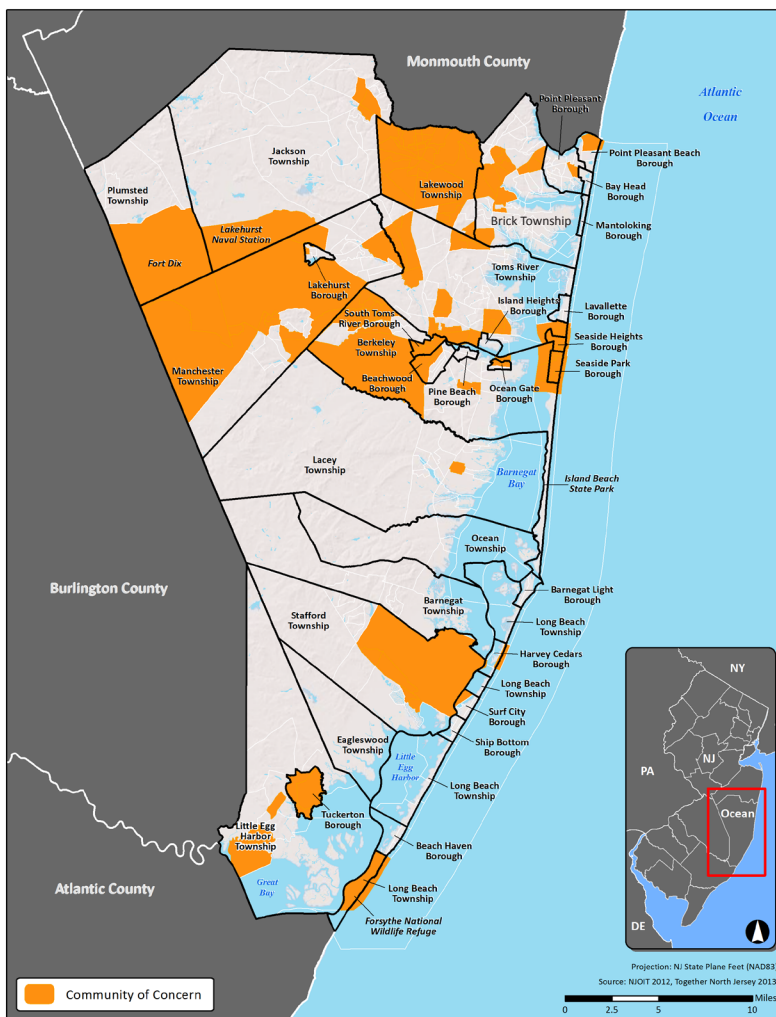 Monmouth County
Atlantic
Ocean
Point Pleasant
Borough
Point Pleasant Beach
Borough
Jackson
Township
Plumsted
Township
Lakewood
Township
Bay Head
Borough
Brick Township
Mantoloking
Borough
Lakehurst
Naval Station
Fort Dix
Toms River
Township
Lakehurst
Borough
Island Heights
Borough
Lavallette
Borough
South Toms
River Borough
Seaside Heights
Borough
Berkeley
Township
Manchester
Township
Beachwood
Borough
Seaside Park
Borough
Pine Beach
Borough
Ocean Gate
Borough
Lacey
Township
Barnegat
Bay
Island Beach
State Park
Ocean
Township
Burlington County
Barnegat Light
Borough
Barnegat
Township
Stafford
Township
Long Beach
Township
Harvey Cedars
Borough
Long Beach
Township
Surf City
Borough
Eagleswood
Township
Ship Bottom
Borough
Little
Egg
Harbor
Long Beach
Township
Tuckerton
Borough
Little Egg
Harbor
Township
Beach Haven
Borough
Atlantic County
Great
Bay
Long Beach
Township
Forsythe National
Wildlife Refuge
NY
PA
NJ
Ocean
DE
Community of Concern
Projection: NJ State Plane Feet (NAD83)
Source: NJOIT 2012, Together North Jersey 2013
Miles
0 2.5 5 10